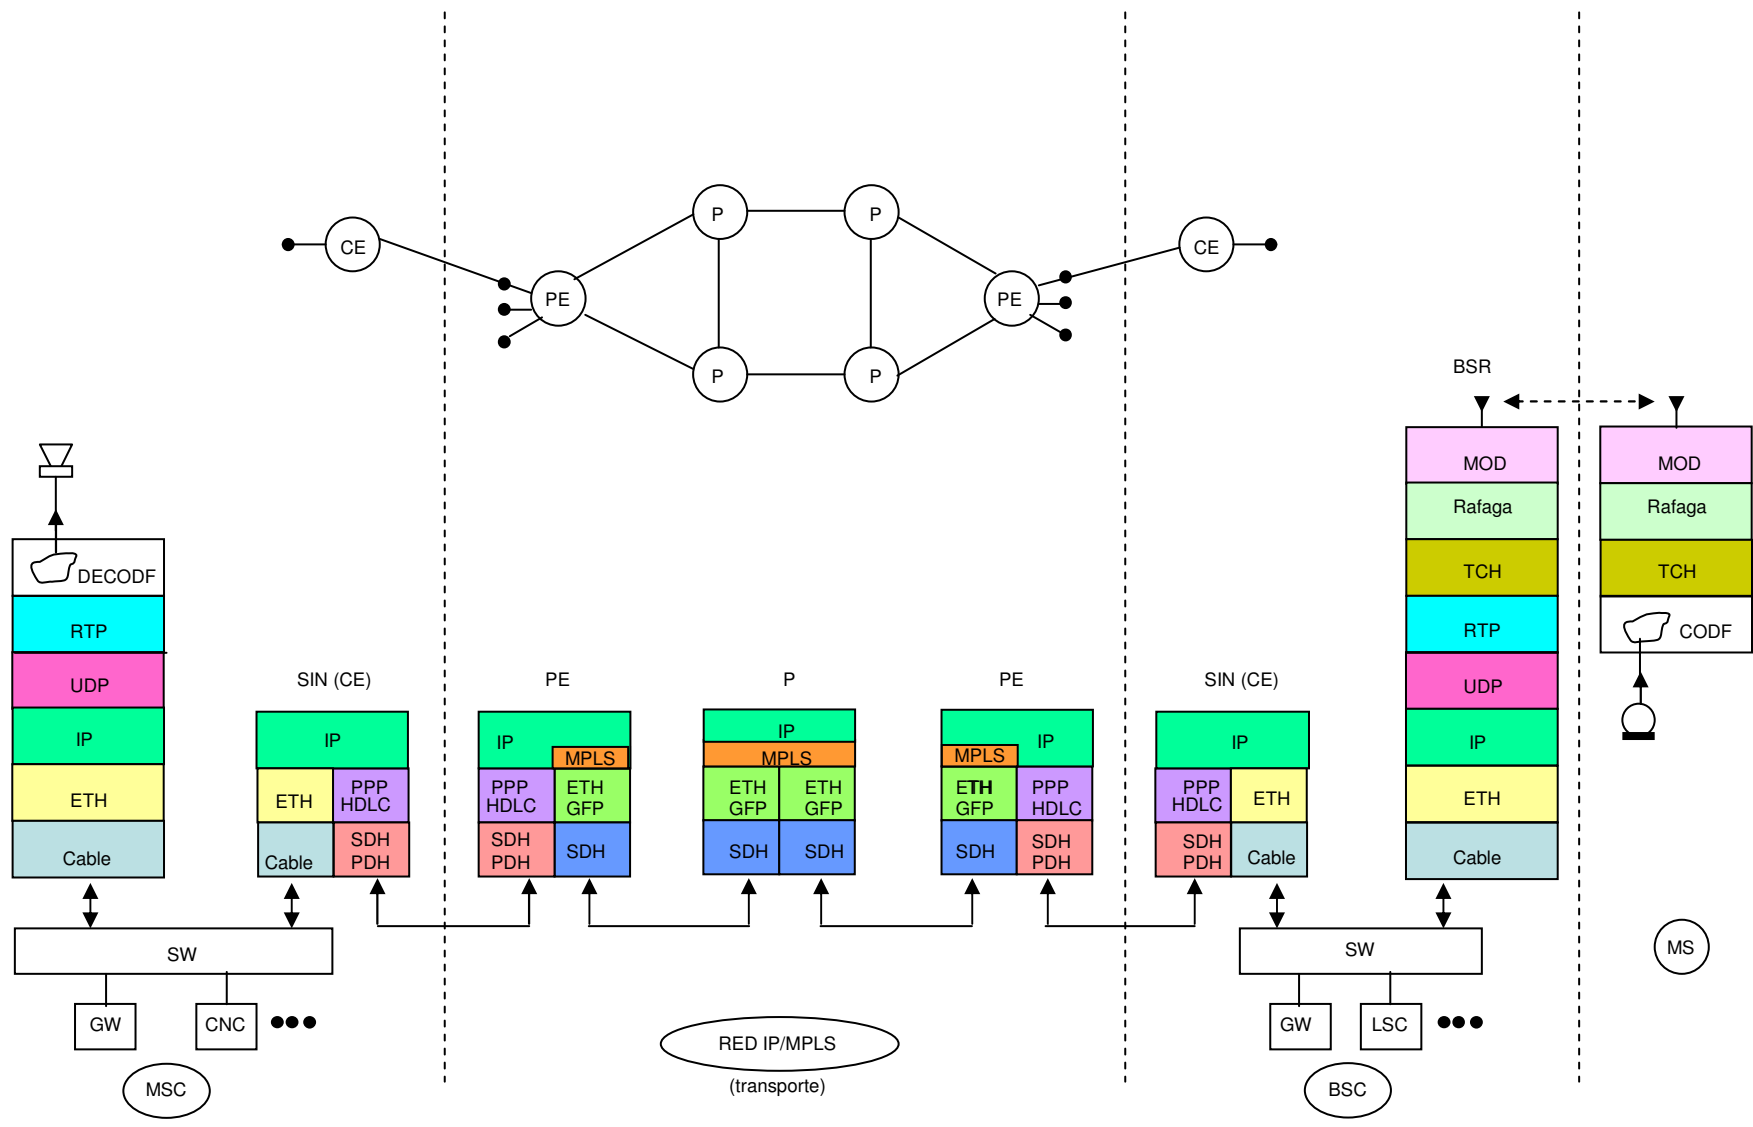 P
P
CE
CE
PE
PE
P
P
BSR
MOD
Rafaga
TCH
RTP
UDP
IP
ETH
Cable
MOD
Rafaga
TCH
CODF
DECODF
RTP
UDP
IP
ETH
Cable
SIN (CE)
IP
ETH
PPP
HDLC
Cable
SDH
PDH
PE
IP
MPLS
PPP
HDLC
ETH
GFP
SDH
PDH
SDH
P
IP
MPLS
ETH
GFP
ETH
GFP
SDH
SDH
PE
MPLS
IP
ETH
GFP
PPP
HDLC
SDH
SDH
PDH
SIN (CE)
IP
PPP
HDLC
ETH
SDH
PDH
Cable
SW
GW
CNC
MSC
RED IP/MPLS
(transporte)
SW
GW
LSC
BSC
MS